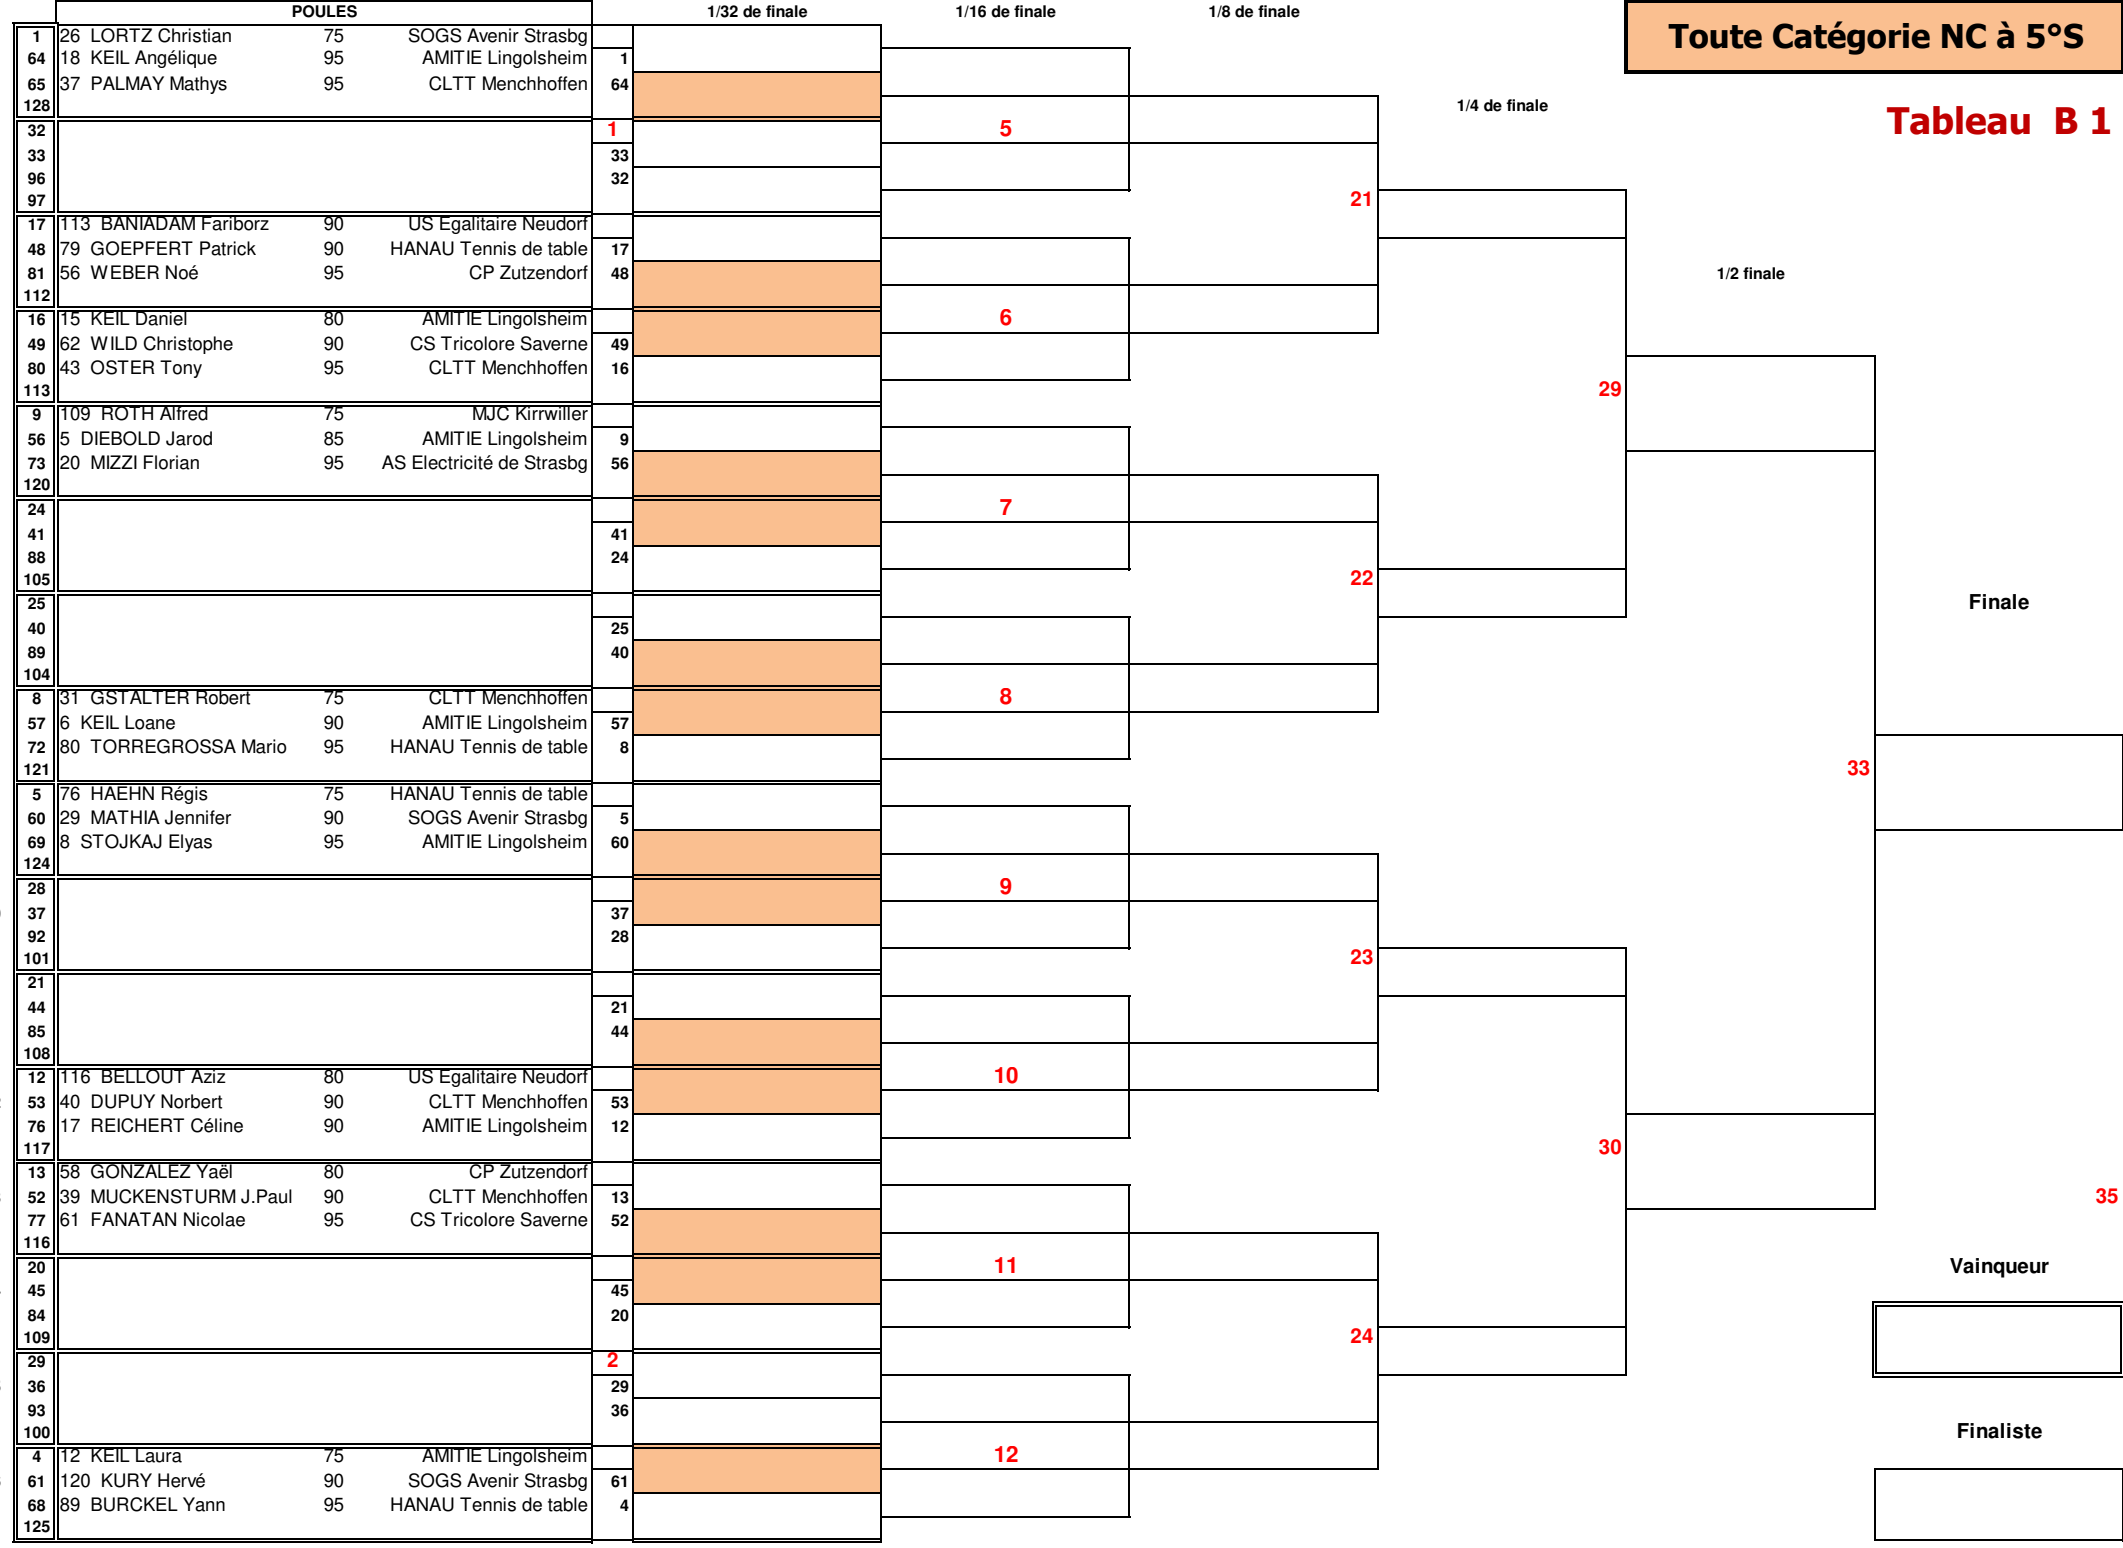 POULES 1/32 de finale 1/16 de finale 1/8 de finale
Toute Catégorie NC à 5°S
1 26 LORTZ Christian 75 SOGS Avenir Strasbg
64 18 KEIL Angélique 95 AMITIE Lingolsheim 1
65 37 PALMAY Mathys 95 CLTT Menchhoffen 64
128 1/4 de finale
Tableau B 1
32 1 5
33 33
96 32
97 21
17 113 BANIADAM Fariborz 90 US Egalitaire Neudorf
48 79 GOEPFERT Patrick 90 HANAU Tennis de table 17
81 56 WEBER Noé 95 CP Zutzendorf 48 1/2 finale
112
16 15 KEIL Daniel 80 AMITIE Lingolsheim 6
49 62 WILD Christophe 90 CS Tricolore Saverne 49
80 43 OSTER Tony 95 CLTT Menchhoffen 16
113 29
9 109 ROTH Alfred 75 MJC Kirrwiller
56 5 DIEBOLD Jarod 85 AMITIE Lingolsheim 9
73 20 MIZZI Florian 95 AS Electricité de Strasbg 56
120
24 7
41 41
88 24
105 22
25 Finale
40 25
89 40
104
8 31 GSTALTER Robert 75 CLTT Menchhoffen 8
57 6 KEIL Loane 90 AMITIE Lingolsheim 57
72 80 TORREGROSSA Mario 95 HANAU Tennis de table 8
121 33
5 76 HAEHN Régis 75 HANAU Tennis de table
60 29 MATHIA Jennifer 90 SOGS Avenir Strasbg 5
69 8 STOJKAJ Elyas 95 AMITIE Lingolsheim 60
124
28 9
37 37
92 28
101 23
21
44 21
85 44
108
12 116 BELLOUT Aziz 80 US Egalitaire Neudorf 10
53 40 DUPUY Norbert 90 CLTT Menchhoffen 53
76 17 REICHERT Céline 90 AMITIE Lingolsheim 12
117 30
13 58 GONZALEZ Yaël 80 CP Zutzendorf
52 39 MUCKENSTURM J.Paul 90 CLTT Menchhoffen 13 35
77 61 FANATAN Nicolae 95 CS Tricolore Saverne 52
116
20 11 Vainqueur
45 45
84 20
109 24
29 2
36 29
93 36
100 Finaliste
4 12 KEIL Laura 75 AMITIE Lingolsheim 12
61 120 KURY Hervé 90 SOGS Avenir Strasbg 61
68 89 BURCKEL Yann 95 HANAU Tennis de table 4
125